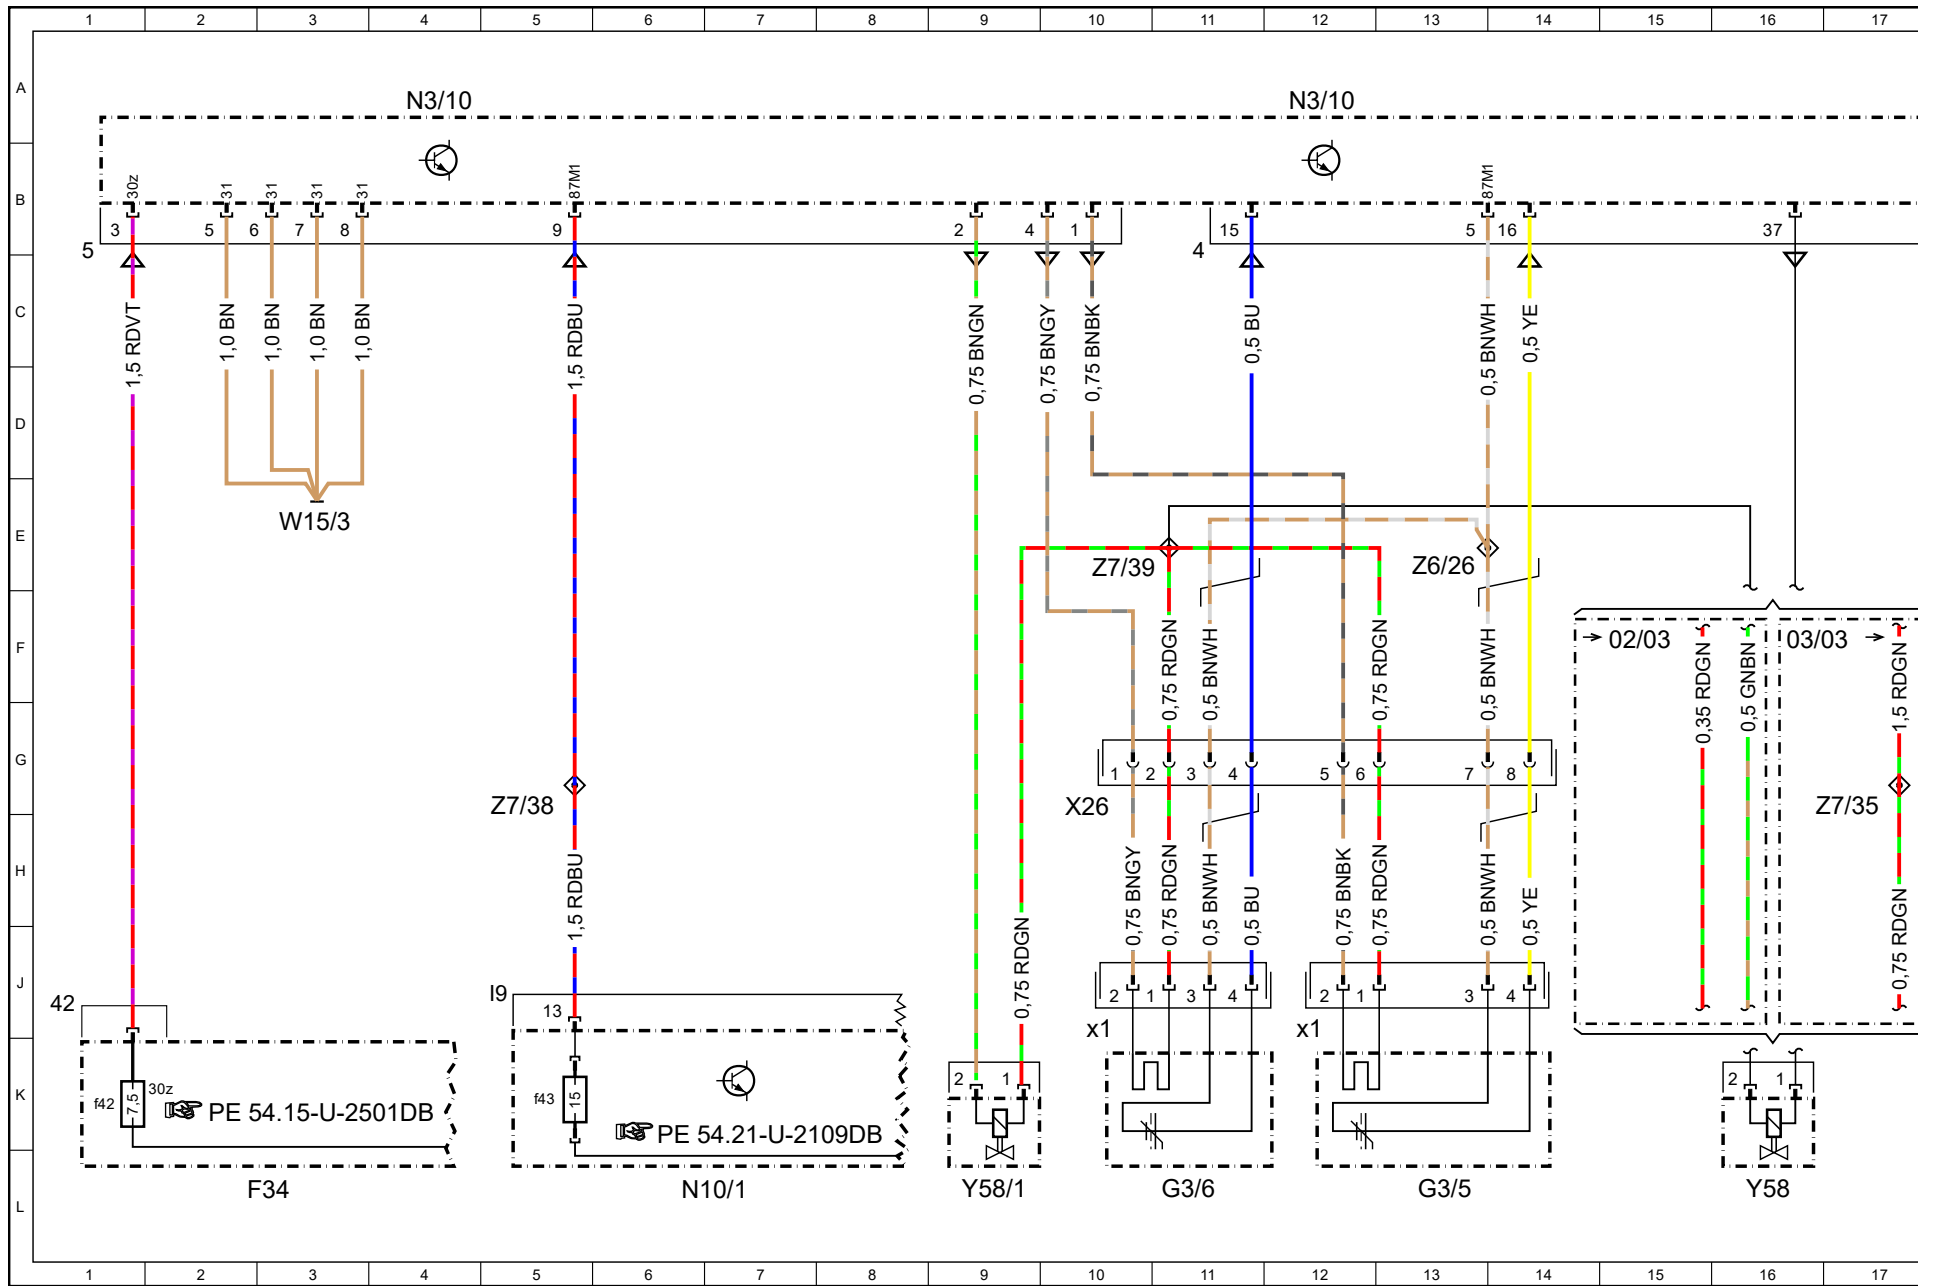 1 2 3 4 5 6 7 8 9 10 11 12 13 14 15 16 17
A
N3/10 N3/10
B
30z 31 31 31 31 87M1 87M1
3 5 6 7 8 9 2 4 1 15 5 16 37
5 4
C
1,5 RDVT 1,0 BN 1,0 BN 1,0 BN 1,0 BN 1,5 RDBU 0,75 BNGN 0,75 BNGY 0,75 BNBK 0,5 BU 0,5 BNWH 0,5 YE
D
W15/3
E
Z7/39 Z6/26
F
→ 02/03 03/03 →
0,75 RDGN 0,5 BNWH 0,75 RDGN 0,5 BNWH 0,35 RDGN 0,5 GNBN 1,5 RDGN
G
1 2 3 4 5 6 7 8
Z7/38 X26 Z7/35
H
1,5 RDBU 0,75 RDGN 0,75 BNGY 0,75 RDGN 0,5 BNWH 0,5 BU 0,75 BNBK 0,75 RDGN 0,5 BNWH 0,5 YE 0,75 RDGN
J
42 I9 13 2 1 3 4 2 1 3 4
x1 x1
K
2 1 2 1
f42 7,5 30z PE 54.15-U-2501DB
f43 15 PE 54.21-U-2109DB
F34 N10/1 Y58/1 G3/6 G3/5 Y58
L
1 2 3 4 5 6 7 8 9 10 11 12 13 14 15 16 17